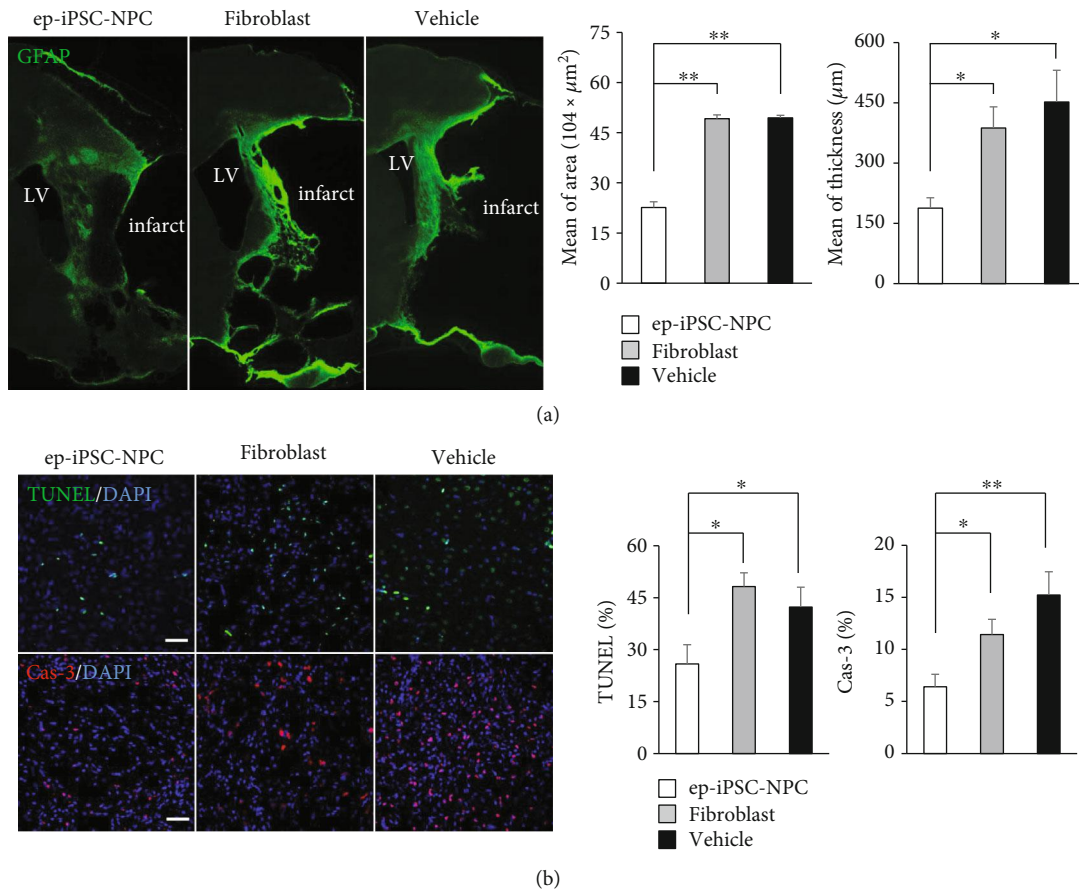 ep-iPSC-NPC Fibroblast Vehicle
GFAP
LV
infarct
LV
infarct
LV
infarct
Mean of area (104 × μm²)
75
60
45
30
15
0
**
**
Mean of thickness (μm)
600
450
300
150
0
*
*
ep-iPSC-NPC
Fibroblast
Vehicle
(a)
ep-iPSC-NPC Fibroblast Vehicle
TUNEL/DAPI
Cas-3/DAPI
TUNEL (%)
60
45
30
15
0
*
*
Cas-3 (%)
20
15
10
5
0
**
*
ep-iPSC-NPC
Fibroblast
Vehicle
(b)